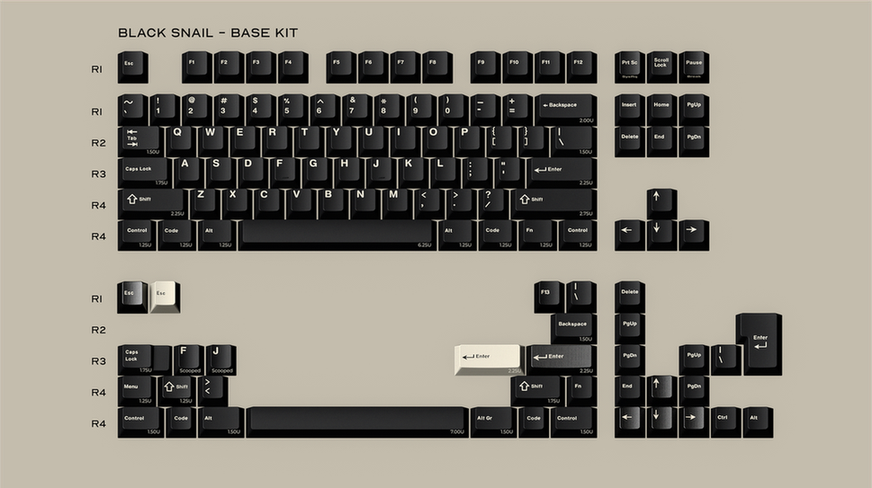 BLACK SNAIL – BASE KIT
R1 Esc F1 F2 F3 F4 F5 F6 F7 F8 F9 F10 F11 F12 Prt Sc Scroll Lock Pause
R1 ~ ` ! 1 @ 2 # 3 $ 4 % 5 ^ 6 & 7 * 8 ( 9 ) 0 – - + = ← Backspace 2.00U Insert Home PgUp
R2 Tab 1.50U Q W E R T Y U I O P { [ } ] | \ 1.50U Delete End PgDn
R3 Caps Lock 1.75U A S D F G H J K L : ; " ' Enter 2.25U
R4 Shift 2.25U Z X C V B N M < , > . ? / Shift 2.75U ↑
R4 Control 1.25U Code 1.25U Alt 1.25U 6.25U Alt 1.25U Code 1.25U Fn 1.25U Control 1.25U ← ↓ →
R1 Esc Esc F13 | \ Delete
R2 Backspace 1.50U PgUp Enter
R3 Caps Lock 1.75U F Scooped J Scooped Enter 2.25U Enter 2.25U PgDn PgUp | \
R4 Menu 1.25U Shift 1.25U > < Shift 1.75U Fn End ↑ PgDn
R4 Control 1.50U Code Alt 1.50U 7.00U Alt Gr 1.50U Code Control 1.50U ← ↓ → Ctrl Alt